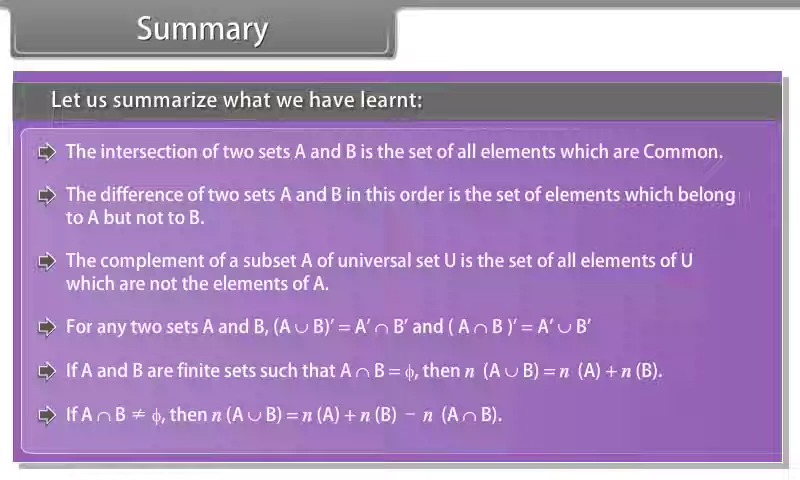 Summary
Let us summarize what we have learnt:
The intersection of two sets A and B is the set of all elements which are Common.
The difference of two sets A and B in this order is the set of elements which belong
to A but not to B.
The complement of a subset A of universal set U is the set of all elements of U
which are not the elements of A.
For any two sets A and B, (A ∪ B)′ = A′ ∩ B′ and ( A ∩ B )′ = A′ ∪ B′
If A and B are finite sets such that A ∩ B = ϕ, then n (A ∪ B) = n (A) + n (B).
If A ∩ B ≠ ϕ, then n (A ∪ B) = n (A) + n (B) − n (A ∩ B).